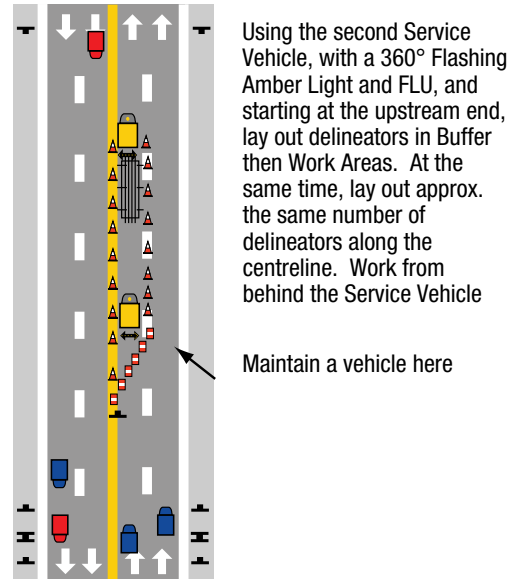 Using the second Service
Vehicle, with a 360° Flashing
Amber Light and FLU, and
starting at the upstream end,
lay out delineators in Buffer
then Work Areas. At the
same time, lay out approx.
the same number of
delineators along the
centreline. Work from
behind the Service Vehicle
Maintain a vehicle here